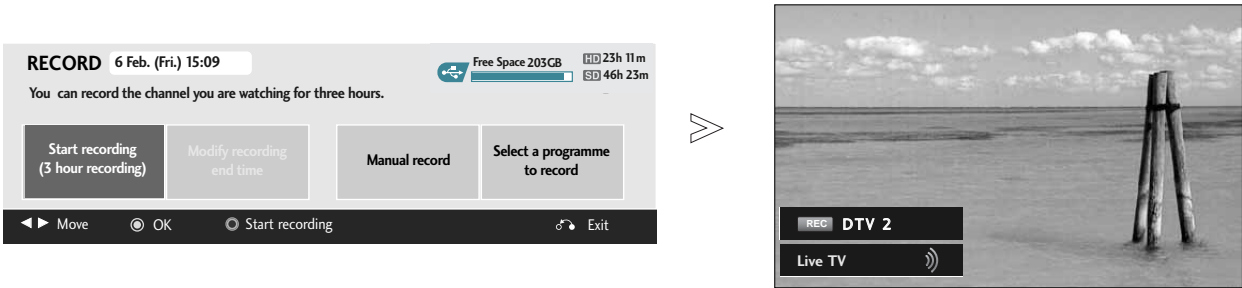 RECORD 6 Feb. (Fri.) 15:09
Free Space 203GB
HD 23h 11m
SD 46h 23m
You can record the channel you are watching for three hours.
Start recording
(3 hour recording)
Modify recording
end time
Manual record
Select a programme
to record
Move
OK
Start recording
Exit
REC DTV 2
Live TV